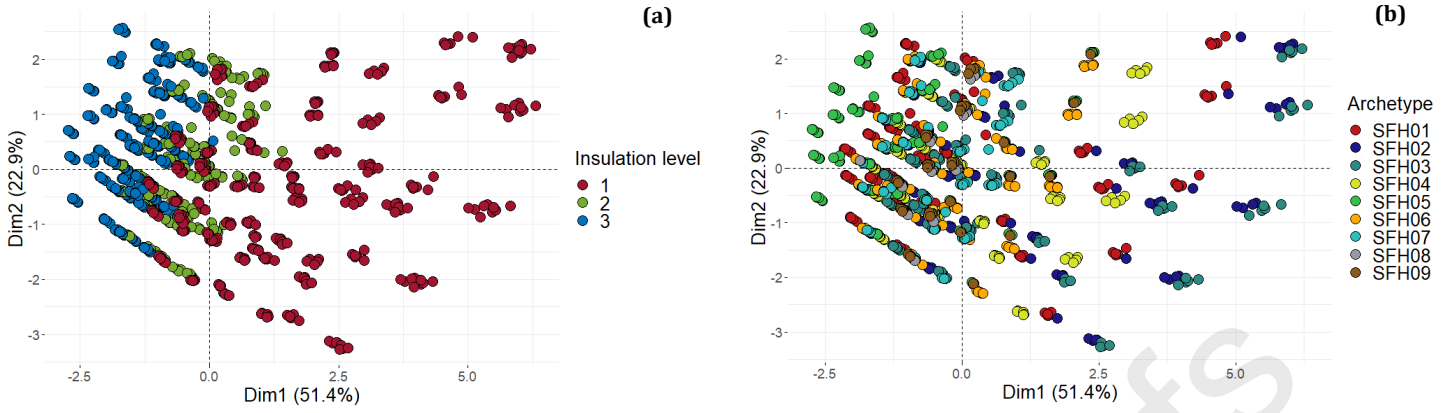 (a)
Dim2 (22.9%)
2
1
0
-1
-2
-3
-2.5 0.0 2.5 5.0
Dim1 (51.4%)
Insulation level
1
2
3
(b)
Dim2 (22.9%)
2
1
0
-1
-2
-3
-2.5 0.0 2.5 5.0
Dim1 (51.4%)
Archetype
SFH01
SFH02
SFH03
SFH04
SFH05
SFH06
SFH07
SFH08
SFH09
fs